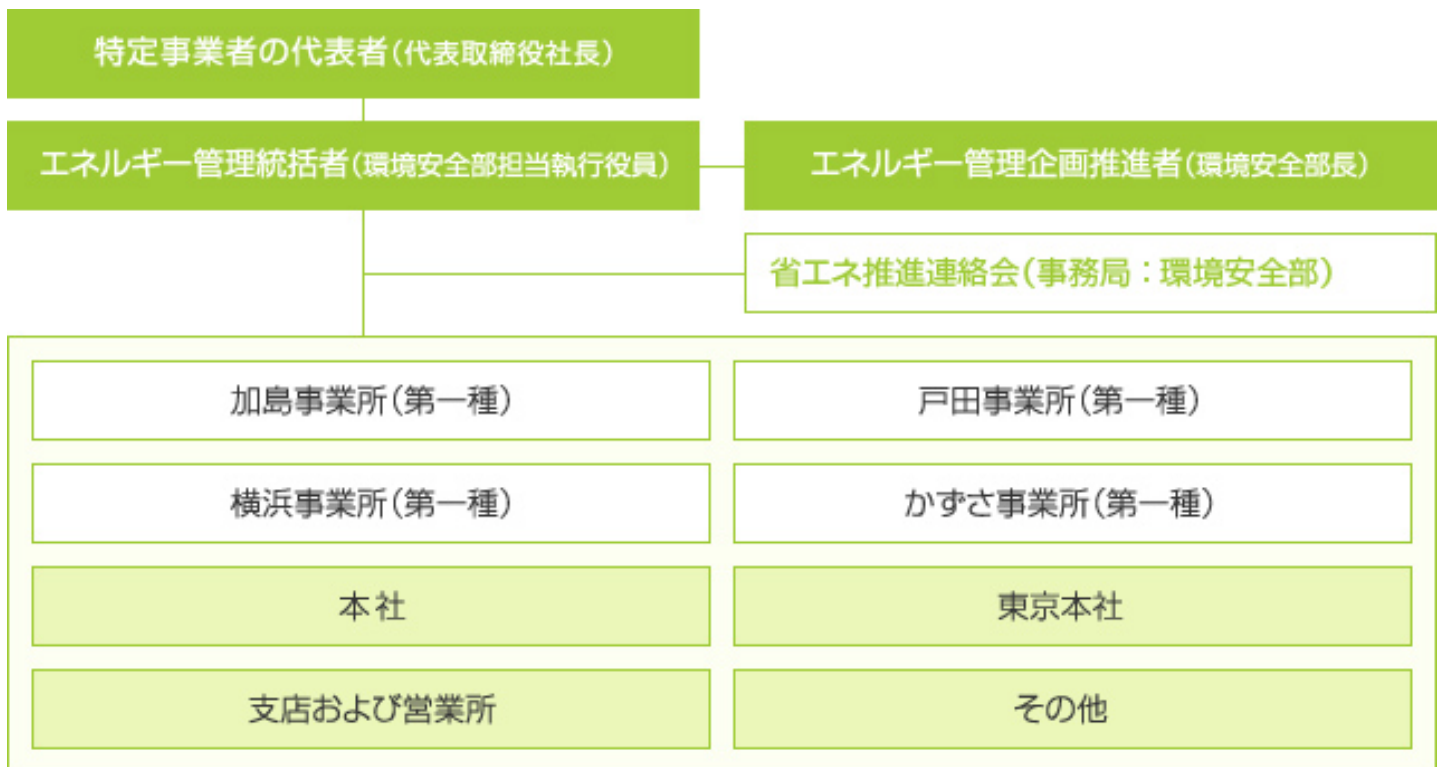 特定事業者の代表者(代表取締役社長)
エネルギー管理統括者(環境安全部担当執行役員)
エネルギー管理企画推進者(環境安全部長)
省エネ推進連絡会(事務局：環境安全部)
加島事業所(第一種)
戸田事業所(第一種)
横浜事業所(第一種)
かずさ事業所(第一種)
本社
東京本社
支店および営業所
その他